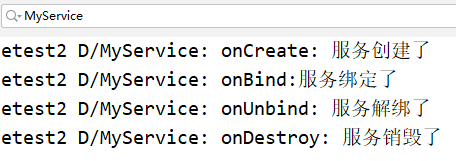 MyService
etest2 D/MyService: onCreate: 服务创建了
etest2 D/MyService: onBind:服务绑定了
etest2 D/MyService: onUnbind: 服务解绑了
etest2 D/MyService: onDestroy: 服务销毁了